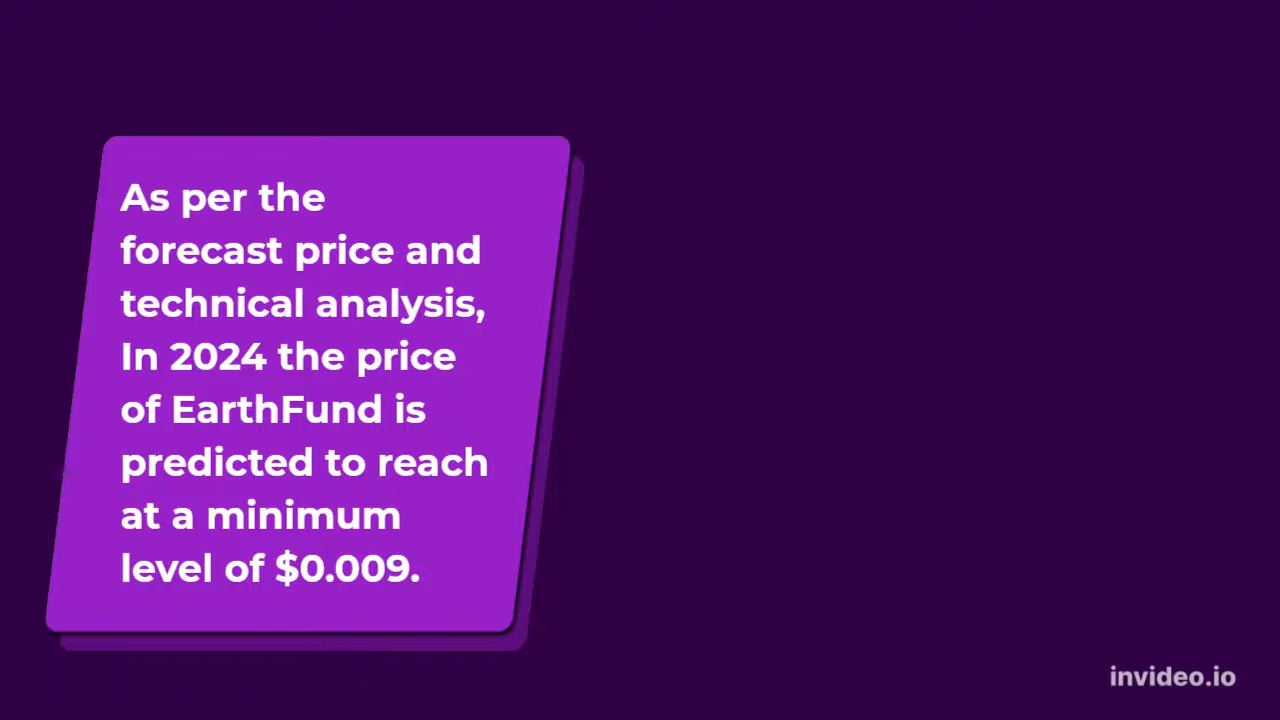 As per the
forecast price and
technical analysis,
In 2024 the price
of EarthFund is
predicted to reach
at a minimum
level of $0.009.
invideo.io